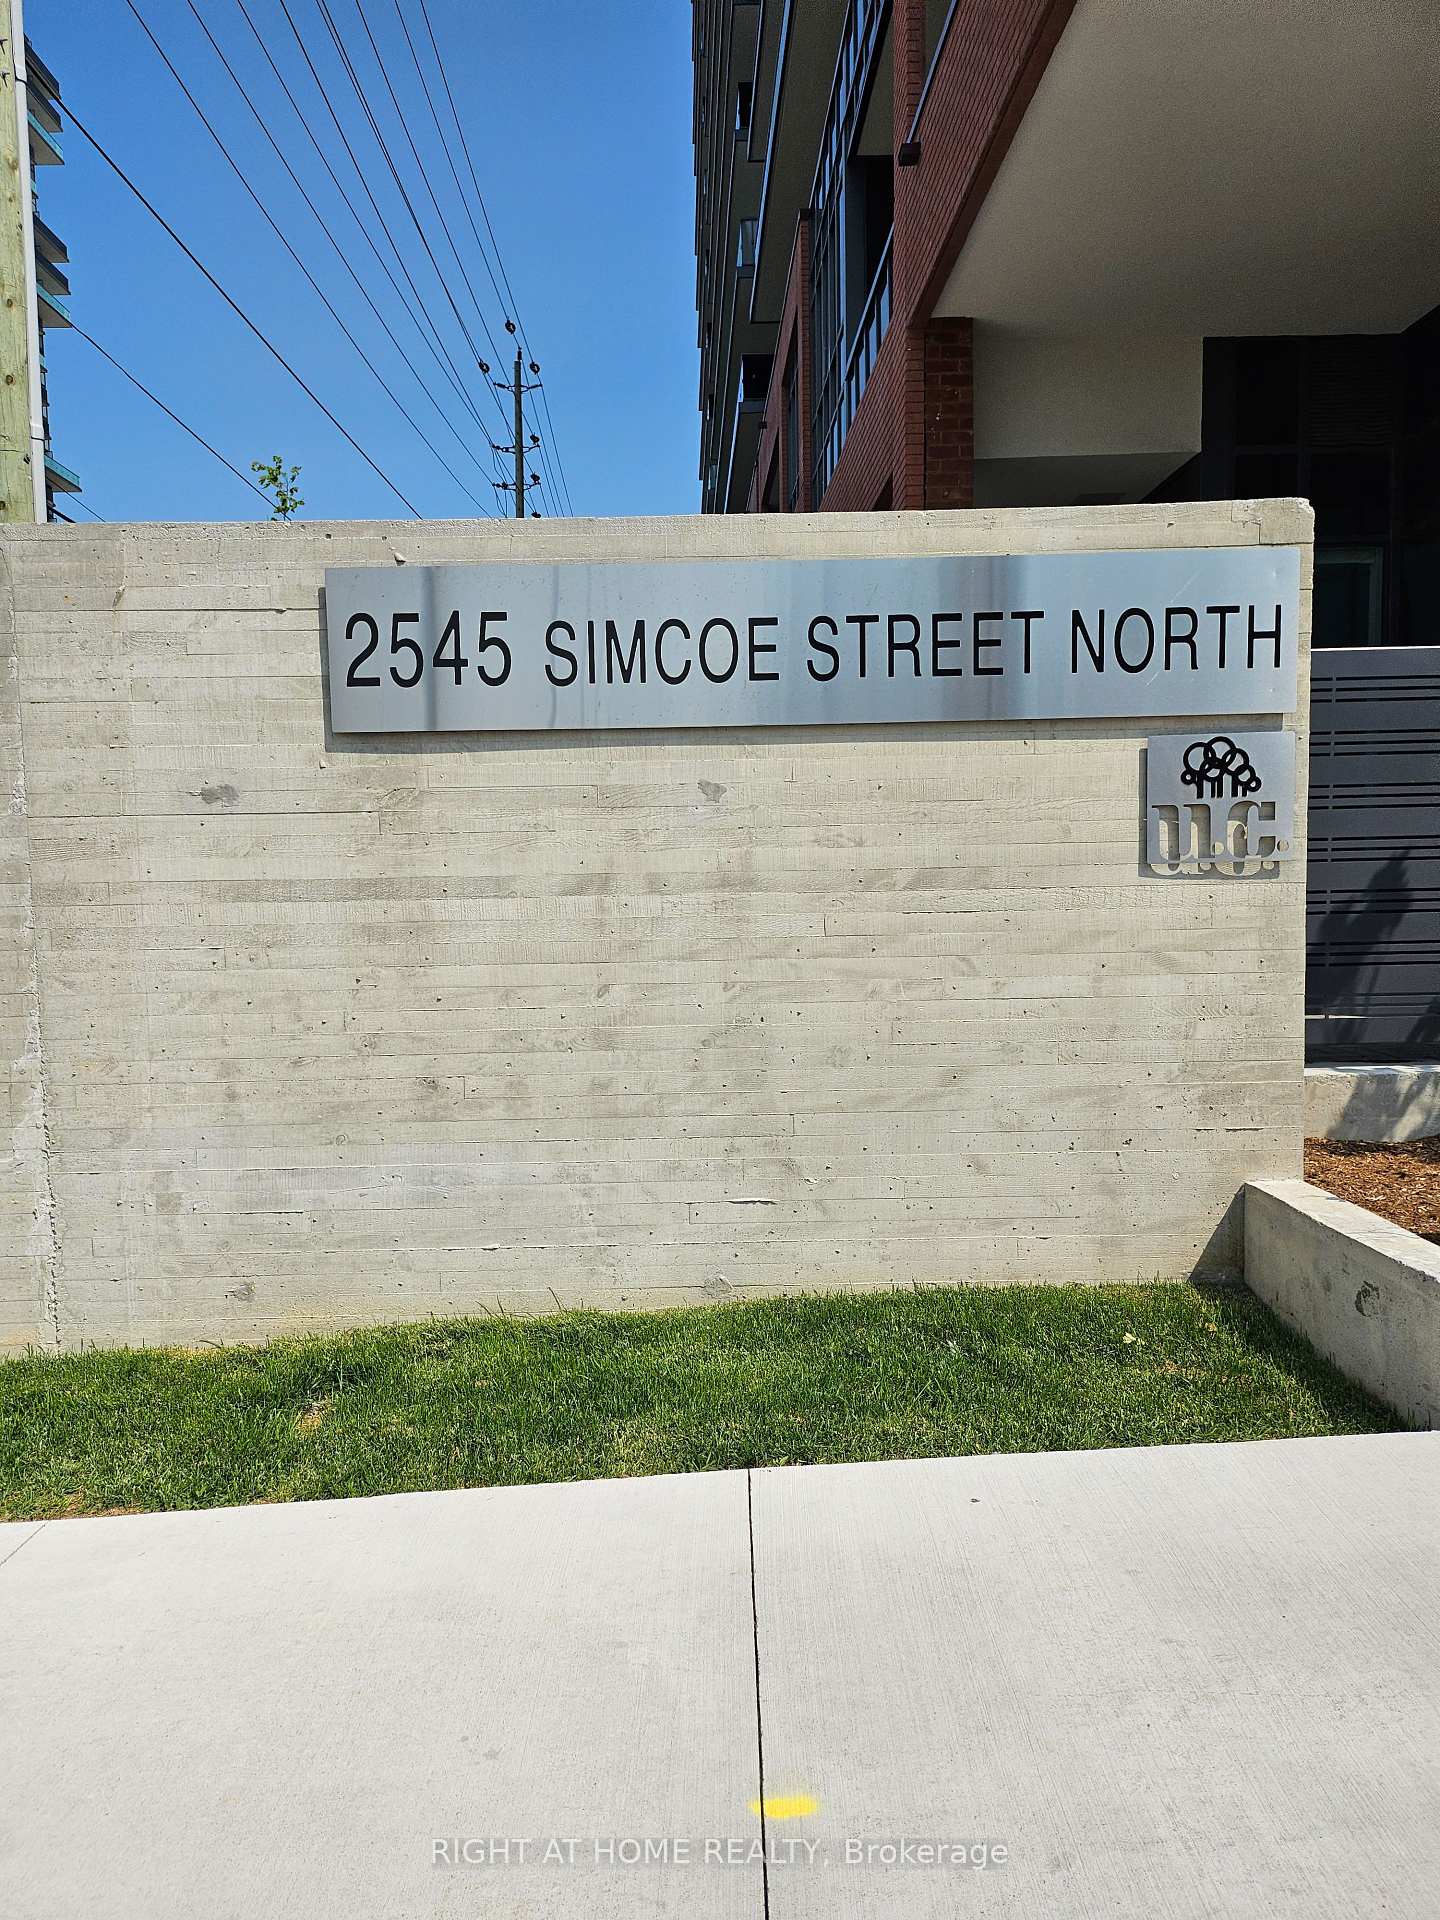 2545 SIMCOE STREET NORTH
U.C.
RIGHT AT HOME REALTY, Brokerage